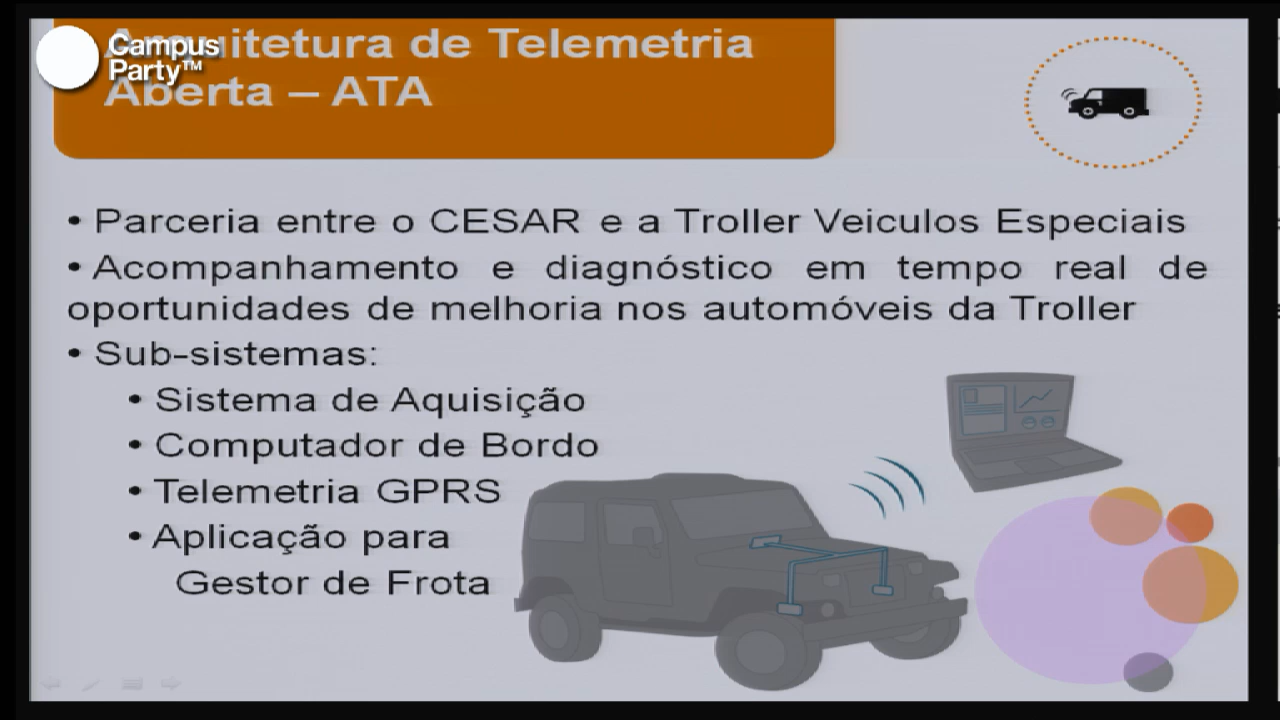 Campus
Party™
Arquitetura de Telemetria
Aberta – ATA
• Parceria entre o CESAR e a Troller Veiculos Especiais
• Acompanhamento e diagnóstico em tempo real de
oportunidades de melhoria nos automóveis da Troller
• Sub-sistemas:
• Sistema de Aquisição
• Computador de Bordo
• Telemetria GPRS
• Aplicação para
Gestor de Frota